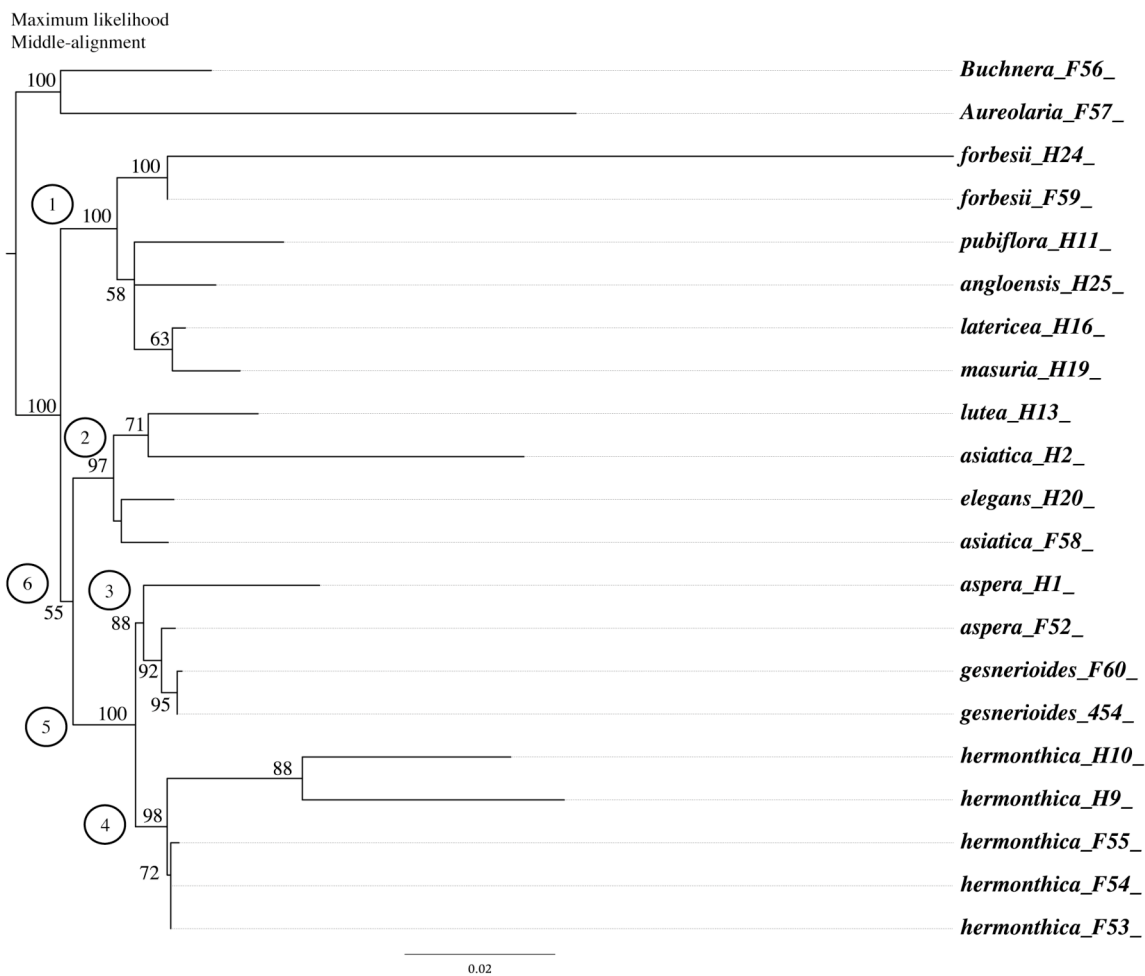 Maximum likelihood
Middle-alignment
Buchnera_F56_
100
Aureolaria_F57_
forbesii_H24_
100
forbesii_F59_
1
100
pubiflora_H11_
angloensis_H25_
58
latericea_H16_
63
masuria_H19_
100
lutea_H13_
71
2
asiatica_H2_
97
elegans_H20_
asiatica_F58_
6
3
aspera_H1_
55
88
aspera_F52_
92
gesnerioides_F60_
95
gesnerioides_454_
100
5
hermonthica_H10_
88
hermonthica_H9_
98
4
hermonthica_F55_
72
hermonthica_F54_
hermonthica_F53_
0.02